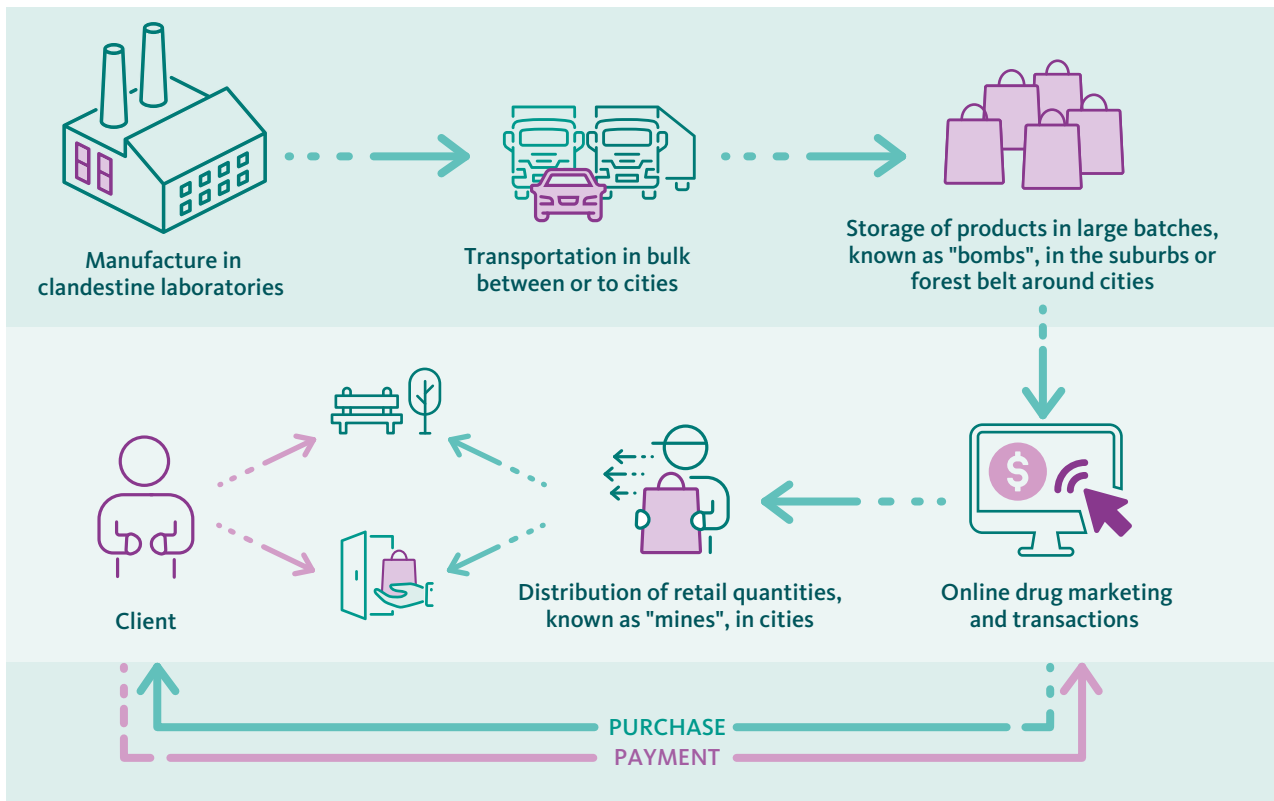 Manufacture in
clandestine laboratories
Transportation in bulk
between or to cities
Storage of products in large batches,
known as "bombs", in the suburbs or
forest belt around cities
$
Client
Distribution of retail quantities,
known as "mines", in cities
Online drug marketing
and transactions
PURCHASE
PAYMENT